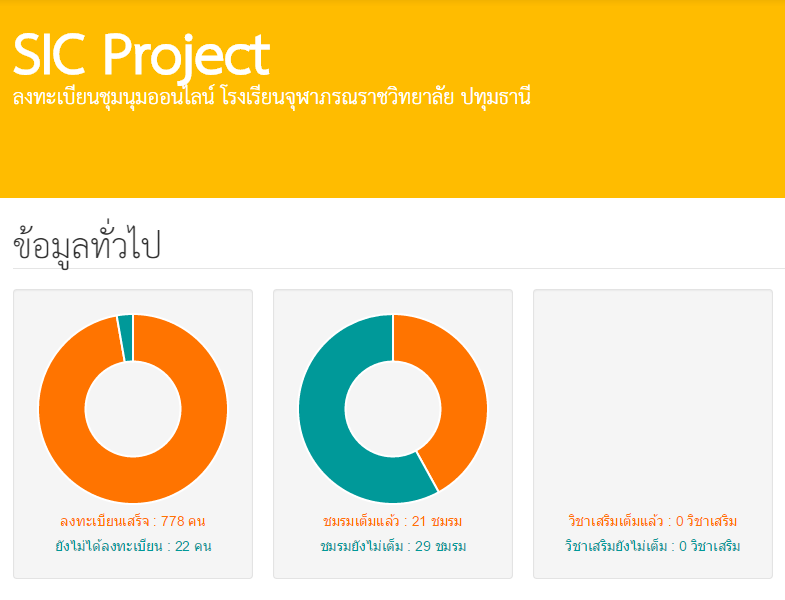 SIC Project
ลงทะเบียนชุมนุมออนไลน์ โรงเรียนจุฬาภรณราชวิทยาลัย ปทุมธานี
ข้อมูลทั่วไป
ลงทะเบียนเสร็จ : 778 คน
ยังไม่ได้ลงทะเบียน : 22 คน
ชมรมเต็มแล้ว : 21 ชมรม
ชมรมยังไม่เต็ม : 29 ชมรม
วิชาเสริมเต็มแล้ว : 0 วิชาเสริม
วิชาเสริมยังไม่เต็ม : 0 วิชาเสริม